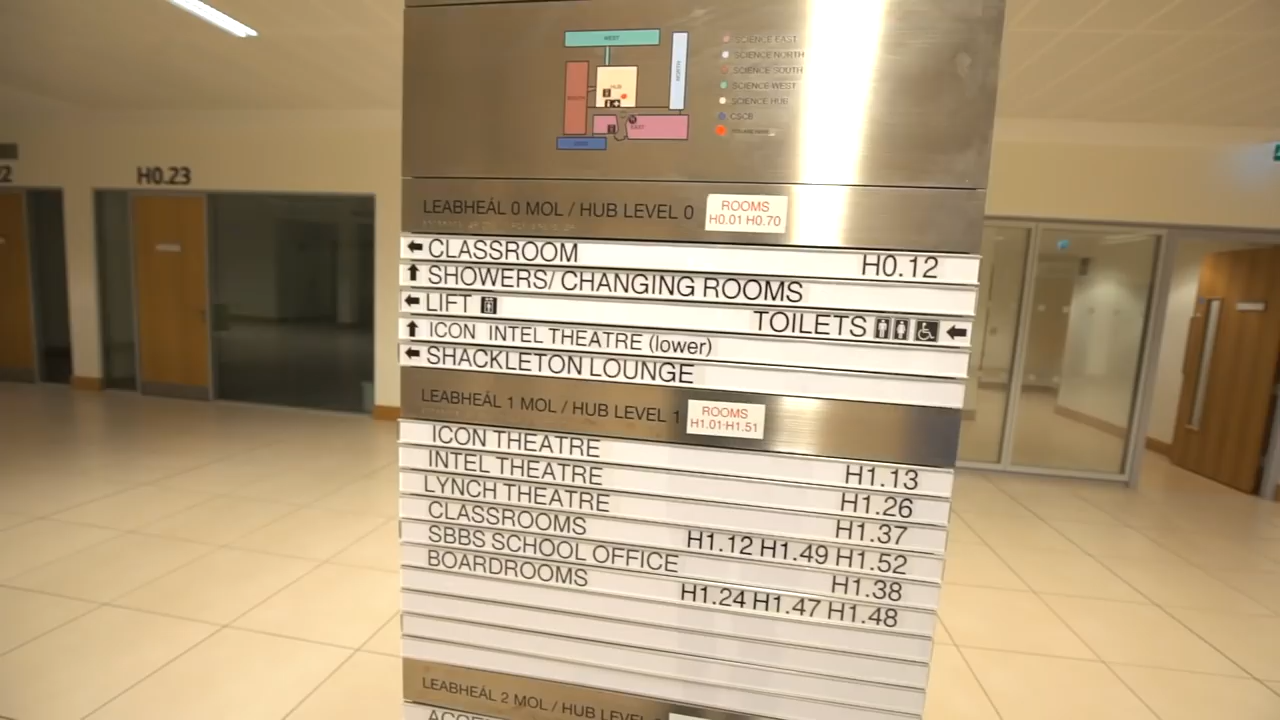 WEST
NORTH
SOUTH
HUB
EAST
SCIENCE EAST
SCIENCE NORTH
SCIENCE SOUTH
SCIENCE WEST
SCIENCE HUB
CSCB
H0.23
2
LEABHEÁL 0 MOL / HUB LEVEL 0
ROOMS
H0.01 H0.70
CLASSROOM H0.12
SHOWERS/ CHANGING ROOMS
LIFT
TOILETS
ICON INTEL THEATRE (lower)
SHACKLETON LOUNGE
LEABHEÁL 1 MOL / HUB LEVEL 1
ROOMS
H1.01-H1.51
ICON THEATRE H1.13
INTEL THEATRE H1.26
LYNCH THEATRE H1.37
CLASSROOMS H1.12 H1.49 H1.52
SBBS SCHOOL OFFICE H1.38
BOARDROOMS H1.24 H1.47 H1.48
LEABHEÁL 2 MOL / HUB LEVEL